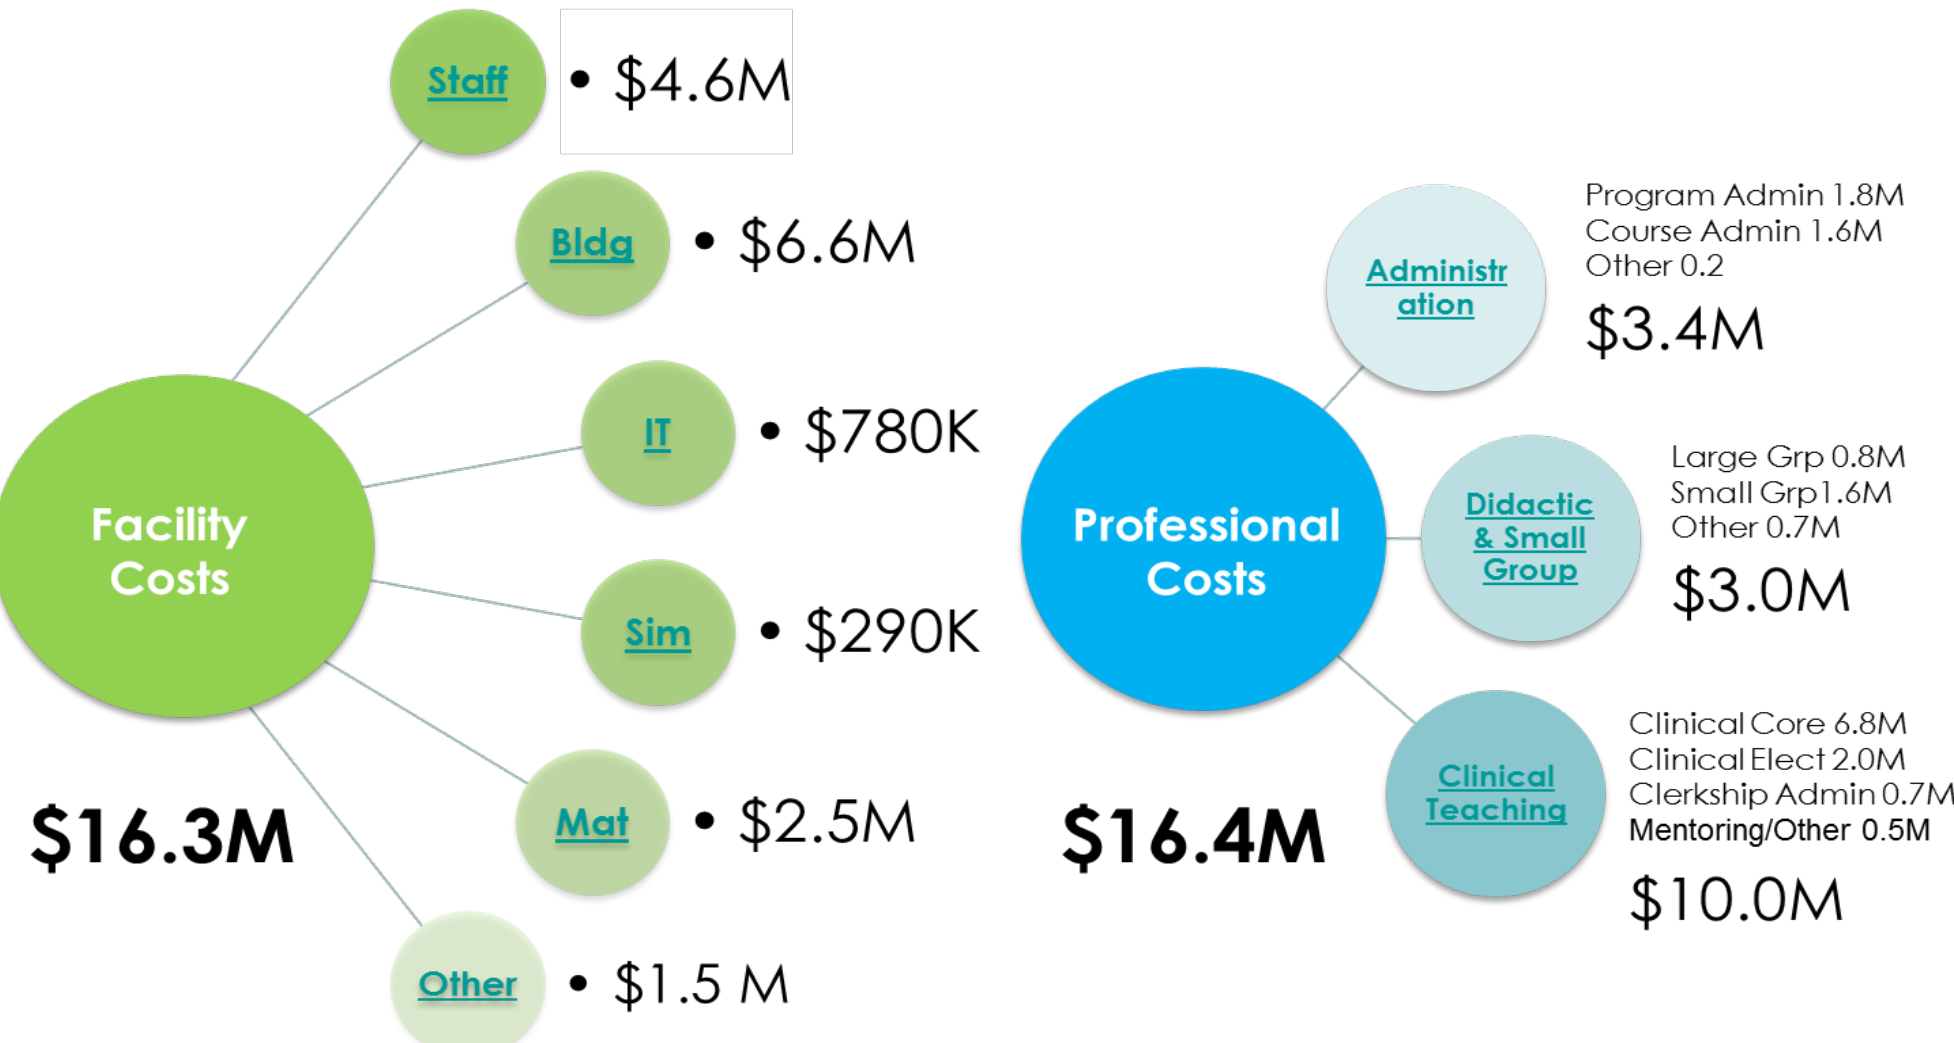 Staff
• $4.6M
Bldg
• $6.6M
IT
• $780K
Facility
Costs
Sim
• $290K
Mat
• $2.5M
$16.3M
Other
• $1.5 M
Administr
ation
Program Admin 1.8M
Course Admin 1.6M
Other 0.2
$3.4M
Professional
Costs
Didactic
& Small
Group
Large Grp 0.8M
Small Grp1.6M
Other 0.7M
$3.0M
$16.4M
Clinical
Teaching
Clinical Core 6.8M
Clinical Elect 2.0M
Clerkship Admin 0.7M
Mentoring/Other 0.5M
$10.0M